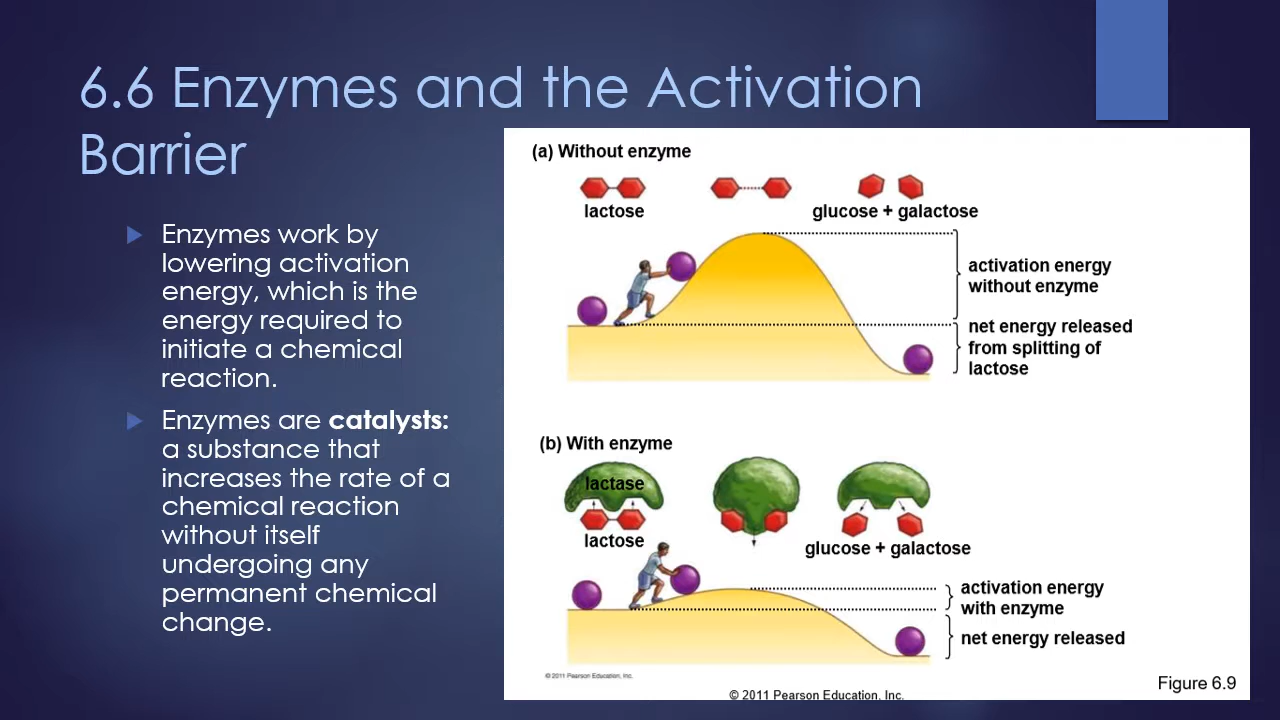 6.6 Enzymes and the Activation
Barrier
Enzymes work by
lowering activation
energy, which is the
energy required to
initiate a chemical
reaction.
Enzymes are catalysts:
a substance that
increases the rate of a
chemical reaction
without itself
undergoing any
permanent chemical
change.
(a) Without enzyme
lactose
glucose + galactose
activation energy
without enzyme
net energy released
from splitting of
lactose
(b) With enzyme
lactase
lactose
glucose + galactose
activation energy
with enzyme
net energy released
© 2011 Pearson Education, Inc.
© 2011 Pearson Education, Inc.
Figure 6.9